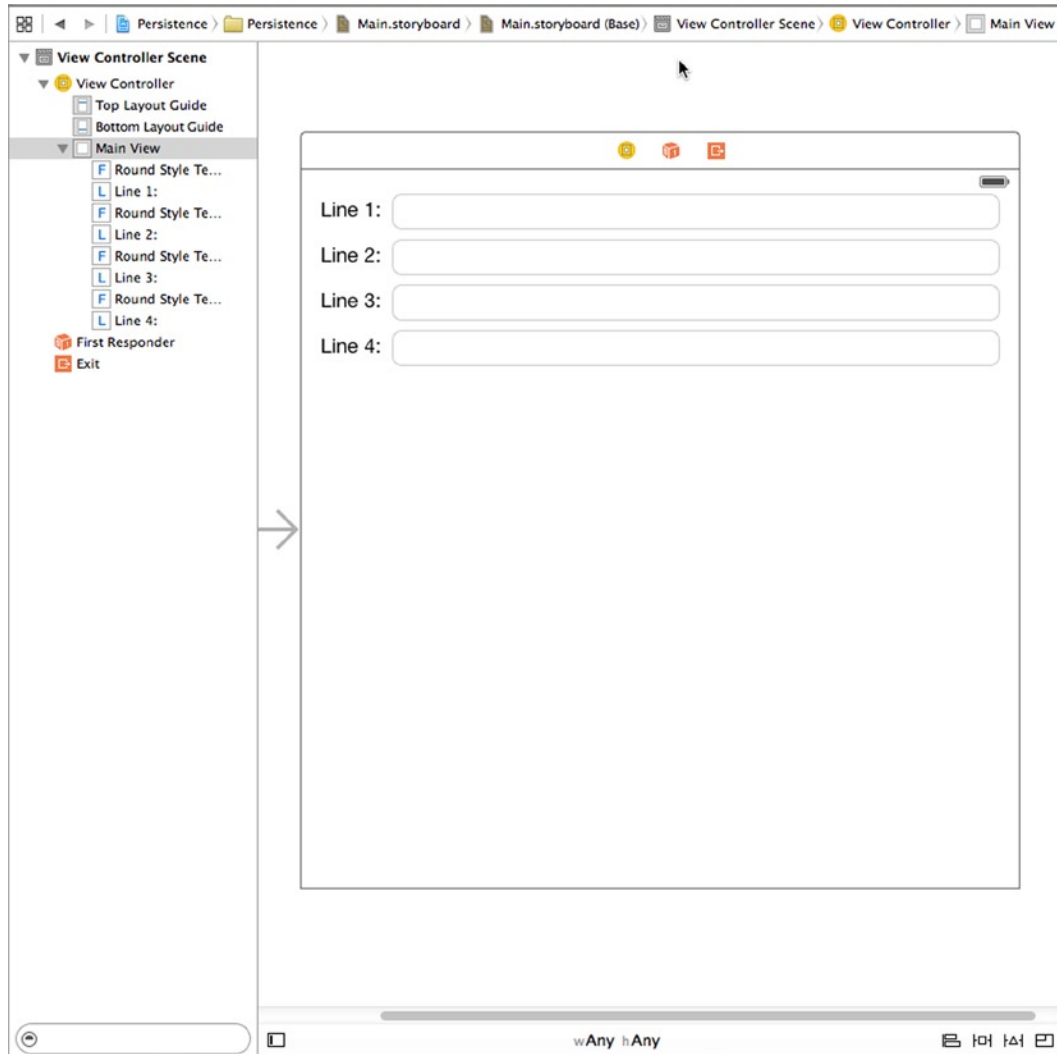 Persistence Persistence Main.storyboard Main.storyboard (Base) View Controller Scene View Controller Main View
View Controller Scene
View Controller
Top Layout Guide
Bottom Layout Guide
Main View
F Round Style Te...
L Line 1:
F Round Style Te...
L Line 2:
F Round Style Te...
L Line 3:
F Round Style Te...
L Line 4:
First Responder
Exit
Line 1:
Line 2:
Line 3:
Line 4:
wAny hAny